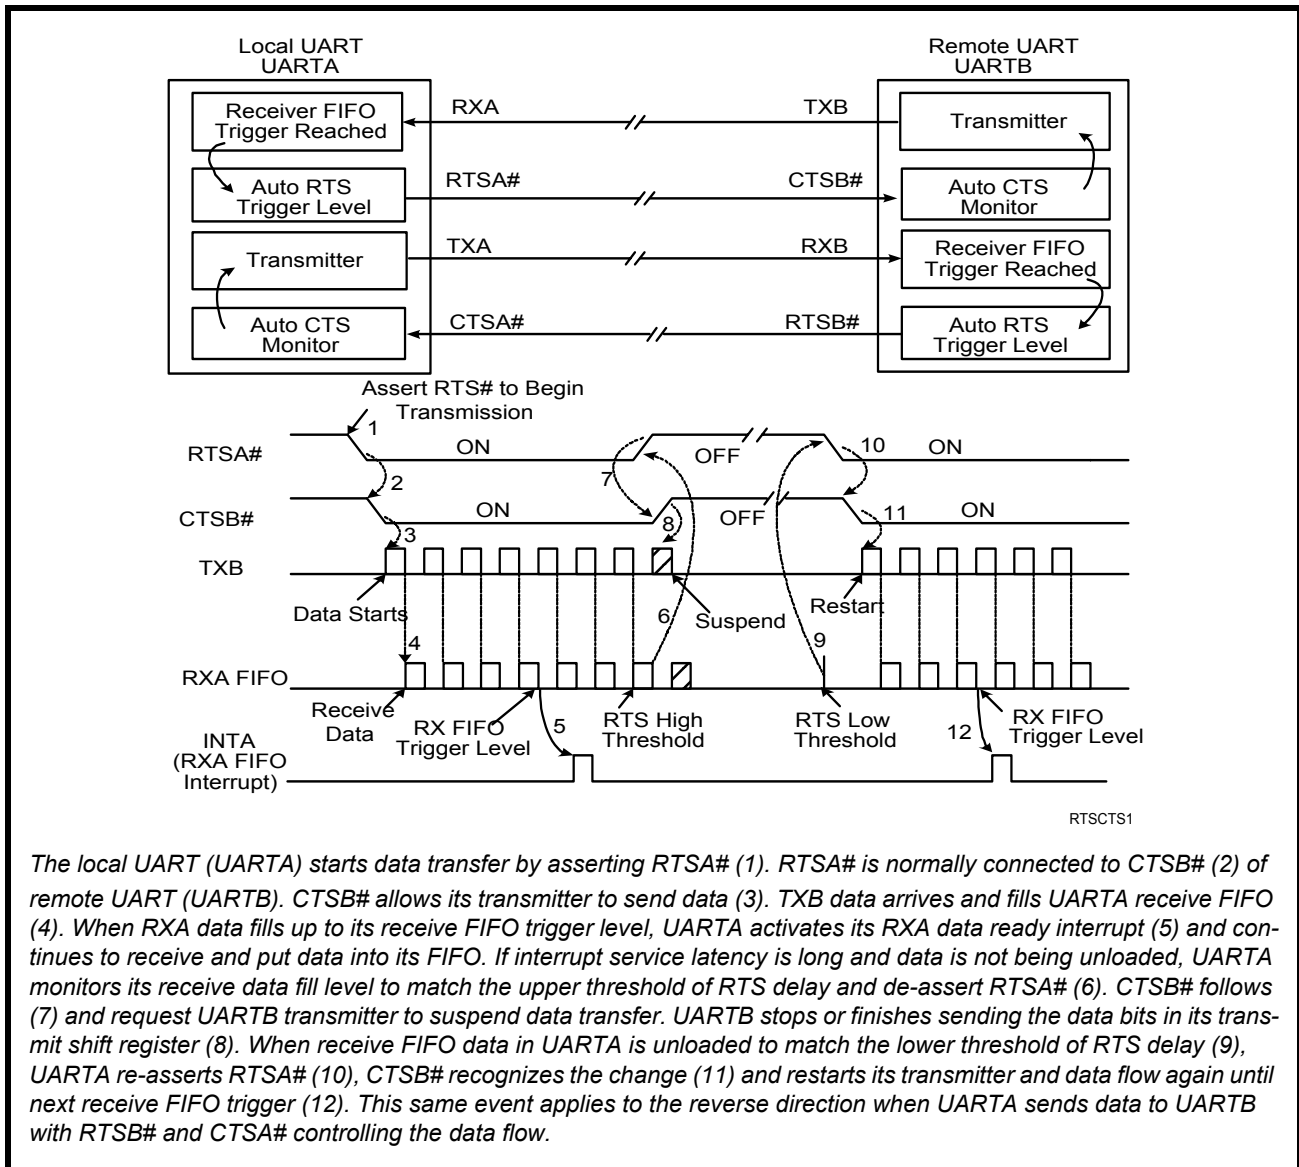 Local UART
UARTA
Remote UART
UARTB
Receiver FIFO
Trigger Reached
RXA
TXB
Transmitter
Auto RTS
Trigger Level
RTSA#
CTSB#
Auto CTS
Monitor
Transmitter
TXA
RXB
Receiver FIFO
Trigger Reached
Auto CTS
Monitor
CTSA#
RTSB#
Auto RTS
Trigger Level
Assert RTS# to Begin
Transmission
1
RTSA#
ON
7
OFF
10
ON
2
CTSB#
ON
8
OFF
11
ON
3
TXB
Data Starts
6
Suspend
Restart
4
9
RXA FIFO
Receive
Data
RX FIFO
Trigger Level
5
RTS High
Threshold
RTS Low
Threshold
12
RX FIFO
Trigger Level
INTA
(RXA FIFO
Interrupt)
RTSCTS1
The local UART (UARTA) starts data transfer by asserting RTSA# (1). RTSA# is normally connected to CTSB# (2) of
remote UART (UARTB). CTSB# allows its transmitter to send data (3). TXB data arrives and fills UARTA receive FIFO
(4). When RXA data fills up to its receive FIFO trigger level, UARTA activates its RXA data ready interrupt (5) and con-
tinues to receive and put data into its FIFO. If interrupt service latency is long and data is not being unloaded, UARTA
monitors its receive data fill level to match the upper threshold of RTS delay and de-assert RTSA# (6). CTSB# follows
(7) and request UARTB transmitter to suspend data transfer. UARTB stops or finishes sending the data bits in its trans-
mit shift register (8). When receive FIFO data in UARTA is unloaded to match the lower threshold of RTS delay (9),
UARTA re-asserts RTSA# (10), CTSB# recognizes the change (11) and restarts its transmitter and data flow again until
next receive FIFO trigger (12). This same event applies to the reverse direction when UARTA sends data to UARTB
with RTSB# and CTSA# controlling the data flow.